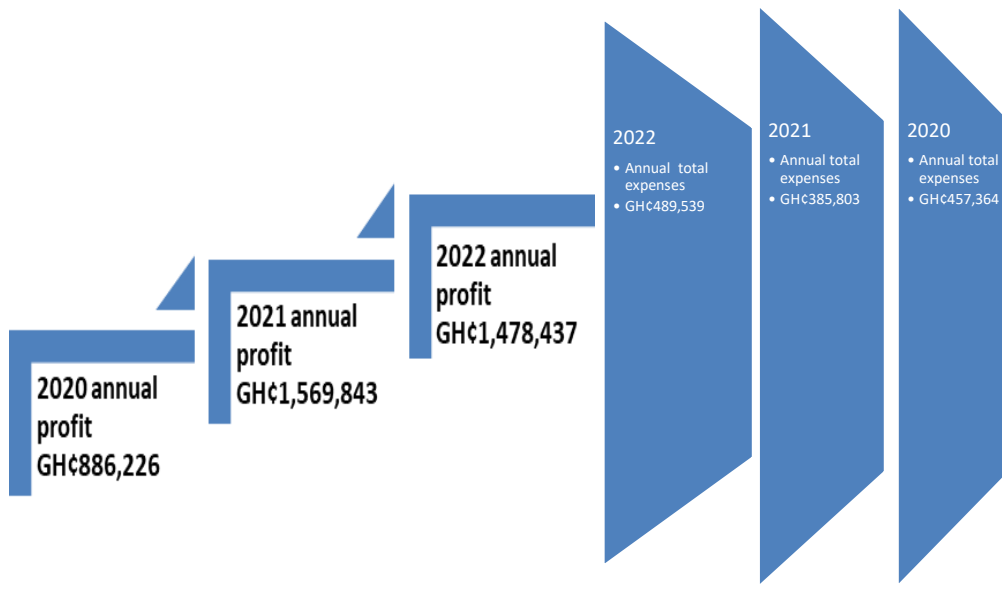 2020 annual
profit
GH¢886,226
2021 annual
profit
GH¢1,569,843
2022 annual
profit
GH¢1,478,437
2022
• Annual total
expenses
• GH¢489,539
2021
• Annual total
expenses
• GH¢385,803
2020
• Annual total
expenses
• GH¢457,364